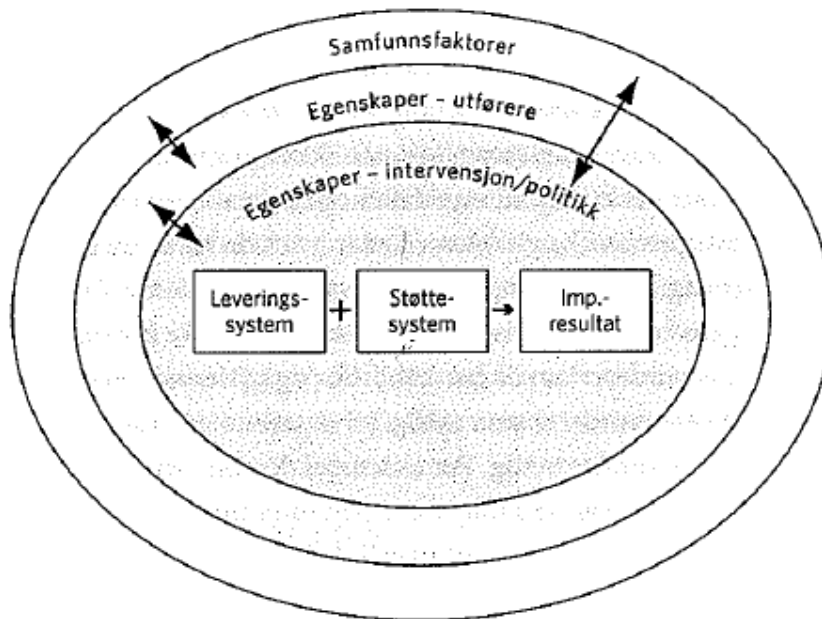 Samfunnsfaktorer
Egenskaper – utførere
Egenskaper – intervensjon/politikk
Leverings-
system
+
Støtte-
system
Imp.-
resultat